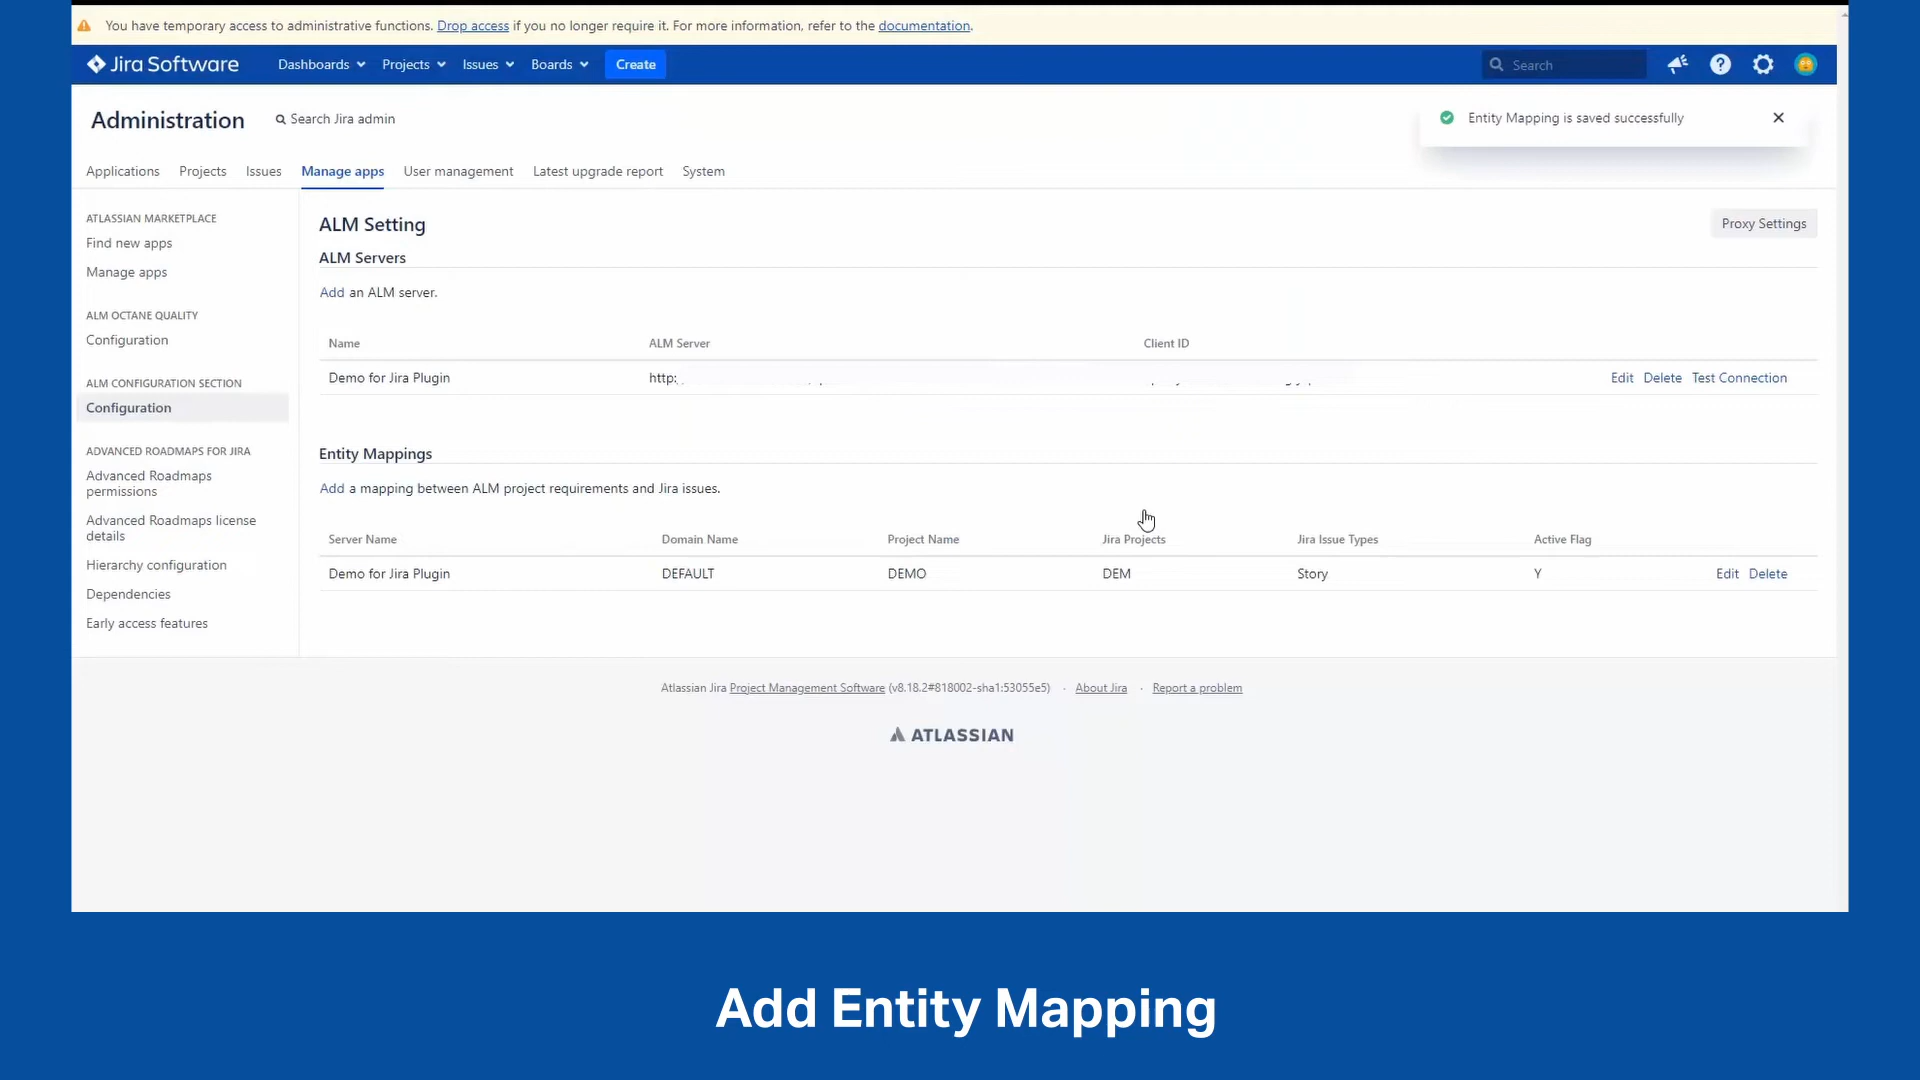 You have temporary access to administrative functions. Drop access if you no longer require it. For more information, refer to the documentation.
Jira Software
Dashboards
Projects
Issues
Boards
Create
Search
Administration
Search Jira admin
Entity Mapping is saved successfully
Applications
Projects
Issues
Manage apps
User management
Latest upgrade report
System
ATLASSIAN MARKETPLACE
Find new apps
Manage apps
ALM OCTANE QUALITY
Configuration
ALM CONFIGURATION SECTION
Configuration
ADVANCED ROADMAPS FOR JIRA
Advanced Roadmaps
permissions
Advanced Roadmaps license
details
Hierarchy configuration
Dependencies
Early access features
ALM Setting
Proxy Settings
ALM Servers
Add an ALM server.
Name ALM Server Client ID
Demo for Jira Plugin http: Edit Delete Test Connection
Entity Mappings
Add a mapping between ALM project requirements and Jira issues.
Server Name Domain Name Project Name Jira Projects Jira Issue Types Active Flag
Demo for Jira Plugin DEFAULT DEMO DEM Story Y Edit Delete
Atlassian Jira Project Management Software (v8.18.2#818002-sha1:53055e5) · About Jira · Report a problem
ATLASSIAN
Add Entity Mapping